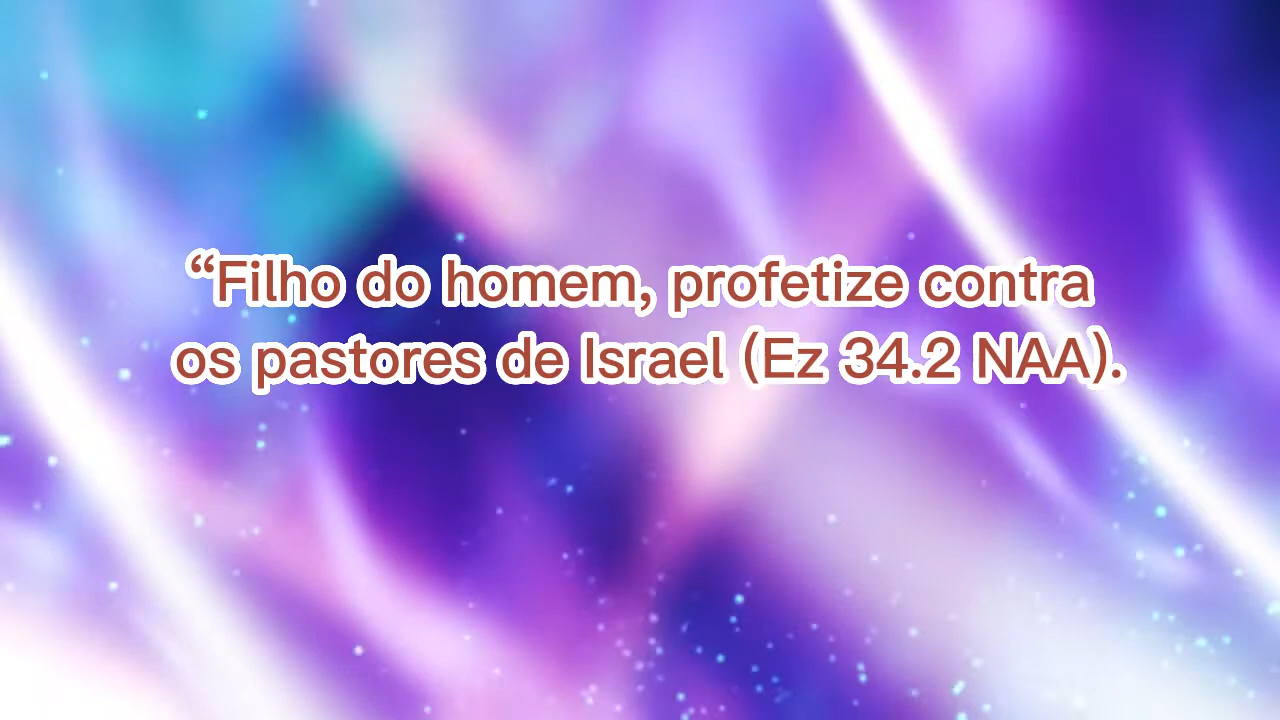 “Filho do homem, profetize contra
os pastores de Israel (Ez 34.2 NAA).